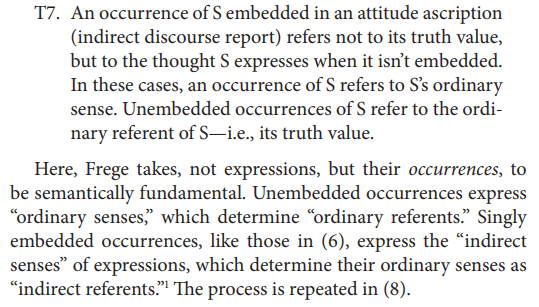 T7. An occurrence of S embedded in an attitude ascription
(indirect discourse report) refers not to its truth value,
but to the thought S expresses when it isn’t embedded.
In these cases, an occurrence of S refers to S’s ordinary
sense. Unembedded occurrences of S refer to the ordi-
nary referent of S—i.e., its truth value.
Here, Frege takes, not expressions, but their occurrences, to
be semantically fundamental. Unembedded occurrences express
“ordinary senses,” which determine “ordinary referents.” Singly
embedded occurrences, like those in (6), express the “indirect
senses” of expressions, which determine their ordinary senses as
“indirect referents.”¹ The process is repeated in (8).